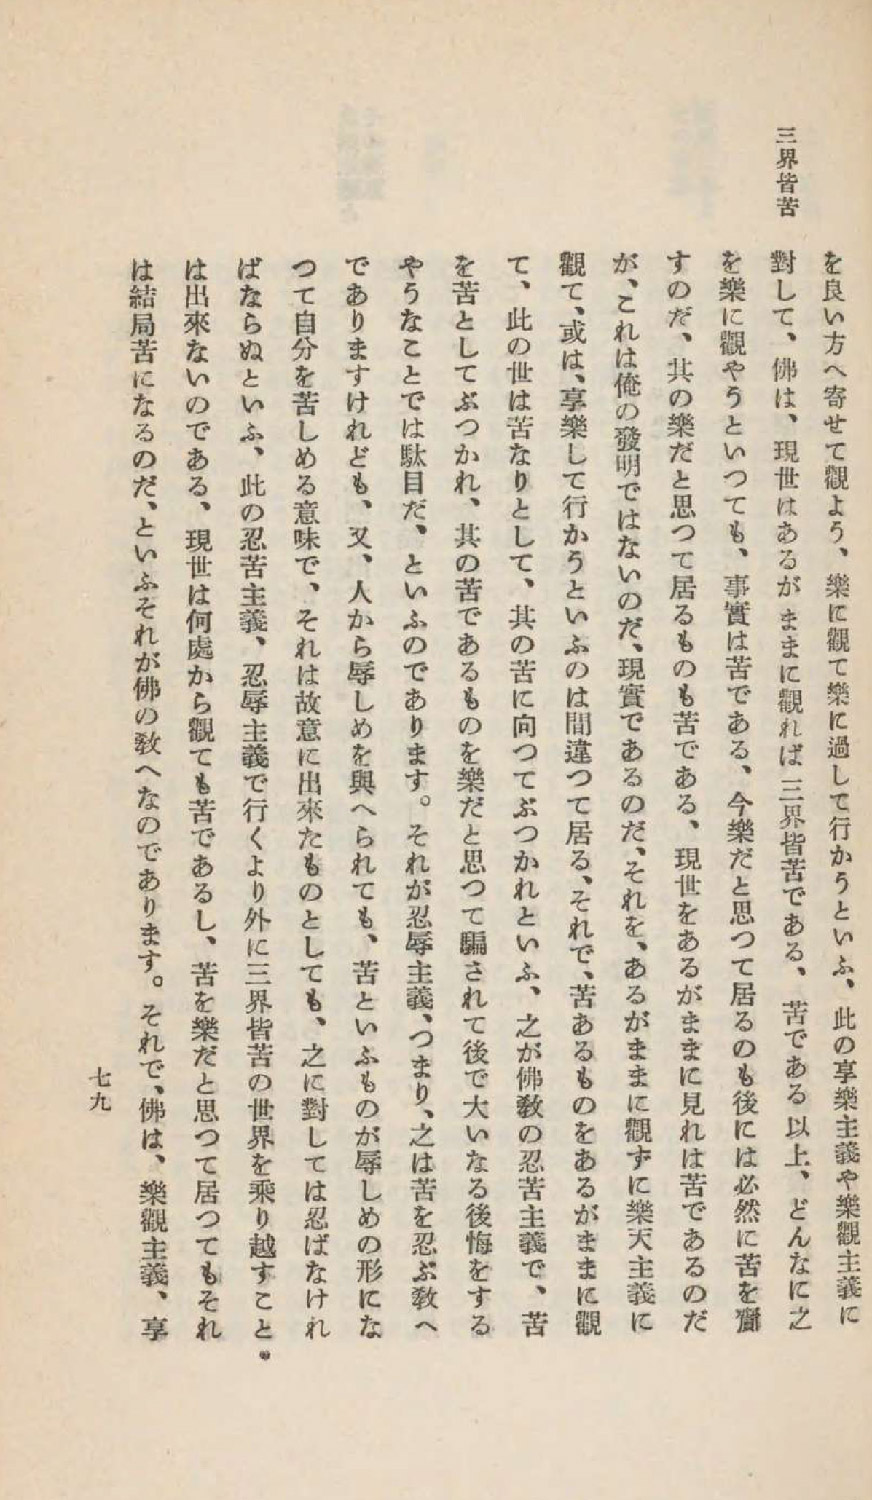 三界皆苦
を良い方へ寄せて觀よう、樂に觀て樂に過して行かうといふ、此の享樂主義や樂觀主義に
對して、佛は、現世はあるがままに觀れば三界皆苦である、苦である以上、どんなに之
を樂に觀やうといつても、事實は苦である、今樂だと思つて居るのも後には必然に苦を齎
すのだ、其の樂だと思つて居るものも苦である、現世をあるがままに見れは苦であるのだ
が、これは俺の發明ではないのだ、現實であるのだ、それを、あるがままに觀ずに樂天主義に
觀て、或は、享樂して行かうといふのは間違つて居る、それで、苦あるものをあるがままに觀
て、此の世は苦なりとして、其の苦に向つてぶつかれといふ、之が佛教の忍苦主義で、苦
を苦としてぶつかれ、其の苦であるものを樂だと思つて騙されて後で大いなる後悔をする
やうなことでは駄目だ、といふのであります。それが忍辱主義、つまり、之は苦を忍ぶ教へ
でありますけれども、又、人から辱しめを與へられても、苦といふものが辱しめの形にな
つて自分を苦しめる意味で、それは故意に出來たものとしても、之に對しては忍ばなけれ
ばならぬといふ、此の忍苦主義、忍辱主義で行くより外に三界皆苦の世界を乘り越すこと
は出來ないのである、現世は何處から觀ても苦であるし、苦を樂だと思つて居つてもそれ
は結局苦になるのだ、といふそれが佛の教へなのであります。それで、佛は、樂觀主義、享
七九